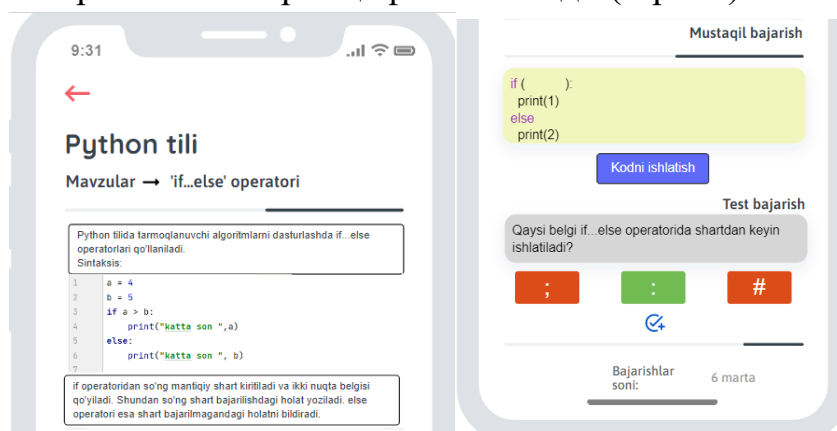 9:31
Python tili
Mavzular → 'if...else' operatori
Python tilida tarmoqlanuvchi algoritmlarni dasturlashda if...else
operatorlari qo'llaniladi.
Sintaksis:
1 a = 4
2 b = 5
3 if a > b:
4 print("katta son ",a)
5 else:
6 print("katta son ", b)
7
if operatoridan so'ng mantiqiy shart kiritiladi va ikki nuqta belgisi
qo'yiladi. Shundan so'ng shart bajarilishdagi holat yoziladi. else
operatori esa shart bajarilmagandagi holatni bildiradi.
Mustaqil bajarish
if ( ):
print(1)
else
print(2)
Kodni ishlatish
Test bajarish
Qaysi belgi if...else operatorida shartdan keyin
ishlatiladi?
; : #
Bajarishlar
soni:
6 marta